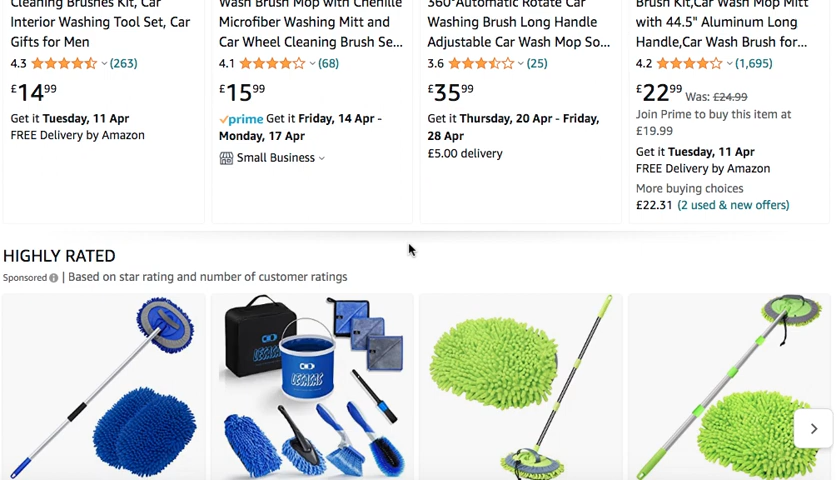 Cleaning Brushes Kit, Car
Interior Washing Tool Set, Car
Gifts for Men
4.3 (263)
£14.99
Get it Tuesday, 11 Apr
FREE Delivery by Amazon
Wash Brush Mop with Chenille
Microfiber Washing Mitt and
Car Wheel Cleaning Brush Se...
4.1 (68)
£15.99
prime Get it Friday, 14 Apr -
Monday, 17 Apr
Small Business
360°Automatic Rotate Car
Washing Brush Long Handle
Adjustable Car Wash Mop So...
3.6 (25)
£35.99
Get it Thursday, 20 Apr - Friday,
28 Apr
£5.00 delivery
Brush Kit,Car Wash Mop Mitt
with 44.5" Aluminum Long
Handle,Car Wash Brush for...
4.2 (1,695)
£22.99 Was: £24.99
Join Prime to buy this item at
£19.99
Get it Tuesday, 11 Apr
FREE Delivery by Amazon
More buying choices
£22.31 (2 used & new offers)
HIGHLY RATED
Sponsored | Based on star rating and number of customer ratings